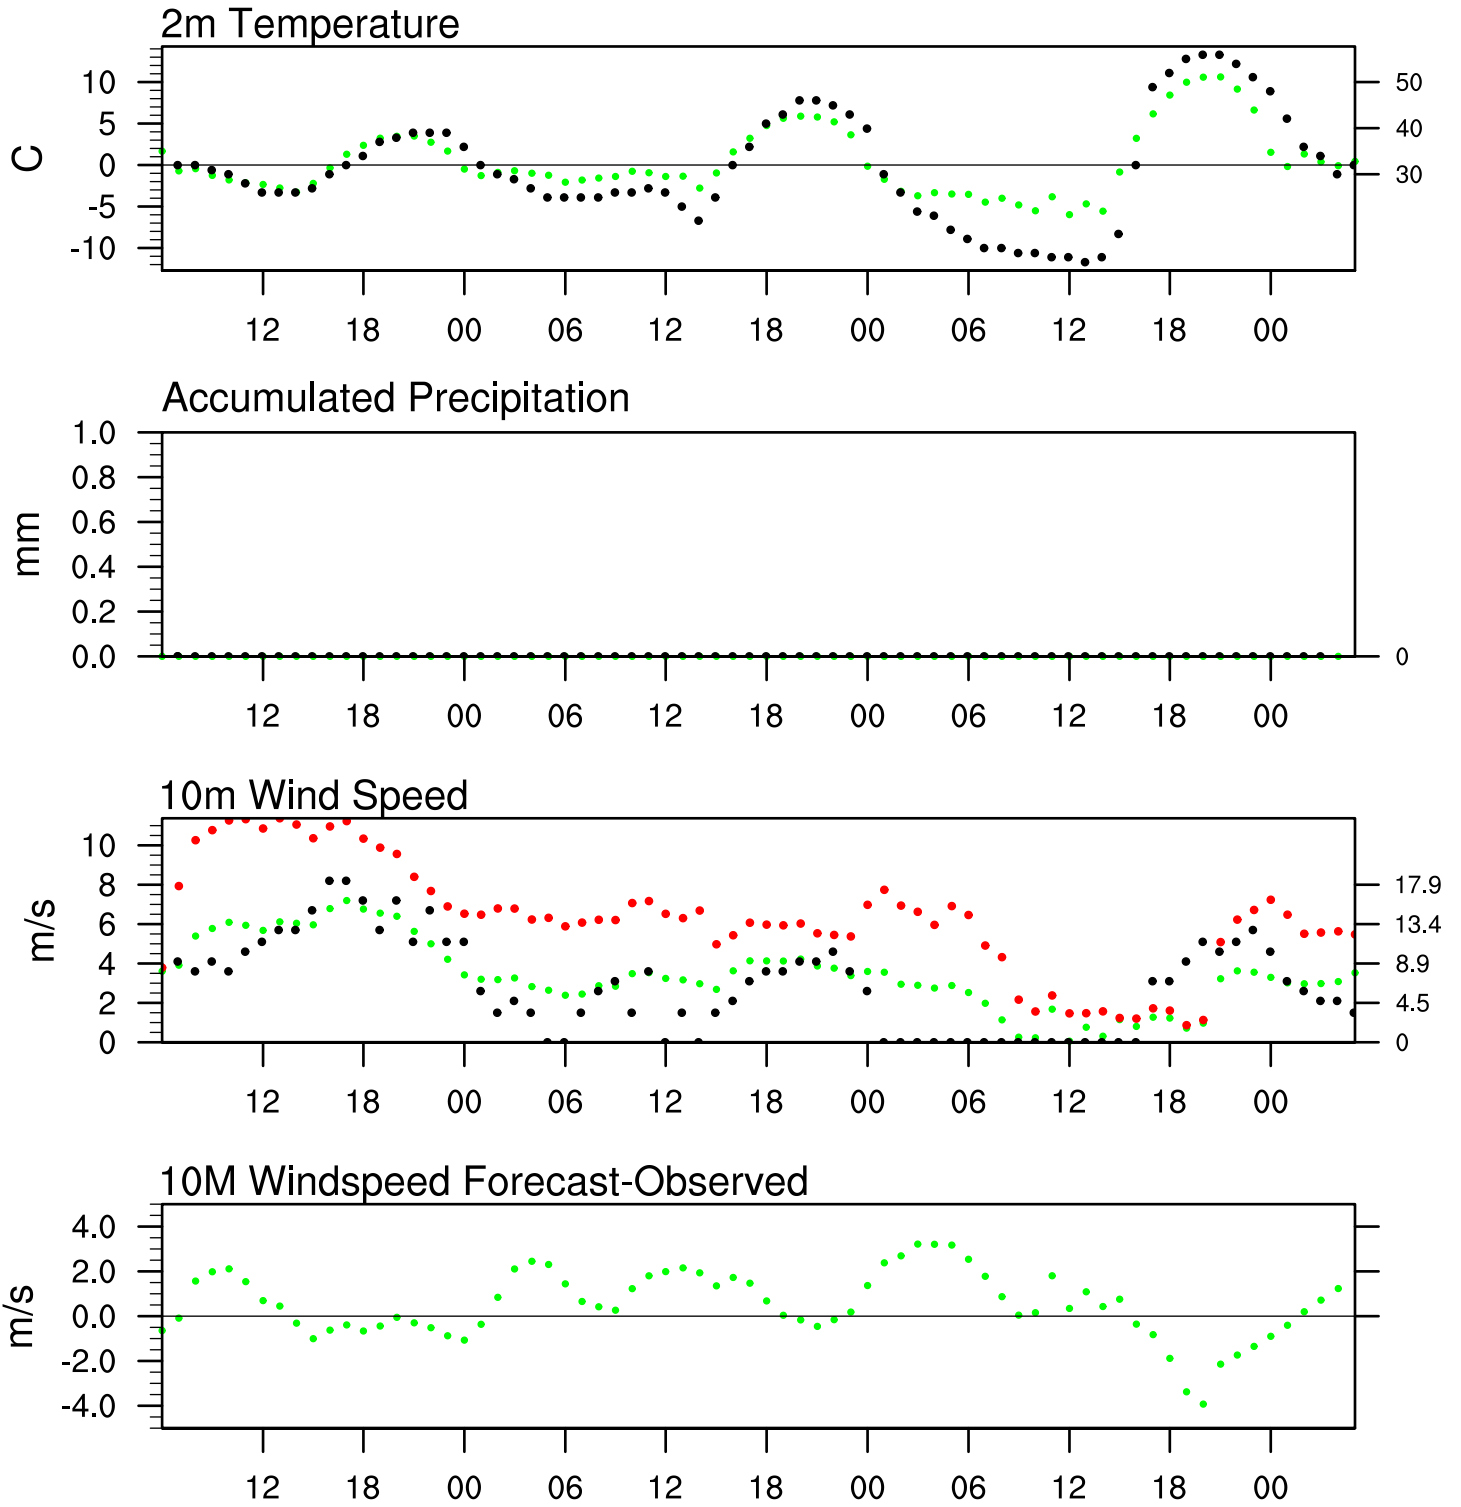 2m Temperature
C
10
5
0
-5
-10
50
40
30
12 18 00 06 12 18 00 06 12 18 00
Accumulated Precipitation
mm
1.0
0.8
0.6
0.4
0.2
0.0
0
12 18 00 06 12 18 00 06 12 18 00
10m Wind Speed
m/s
10
8
6
4
2
0
17.9
13.4
8.9
4.5
0
12 18 00 06 12 18 00 06 12 18 00
10M Windspeed Forecast-Observed
m/s
4.0
2.0
0.0
-2.0
-4.0
12 18 00 06 12 18 00 06 12 18 00